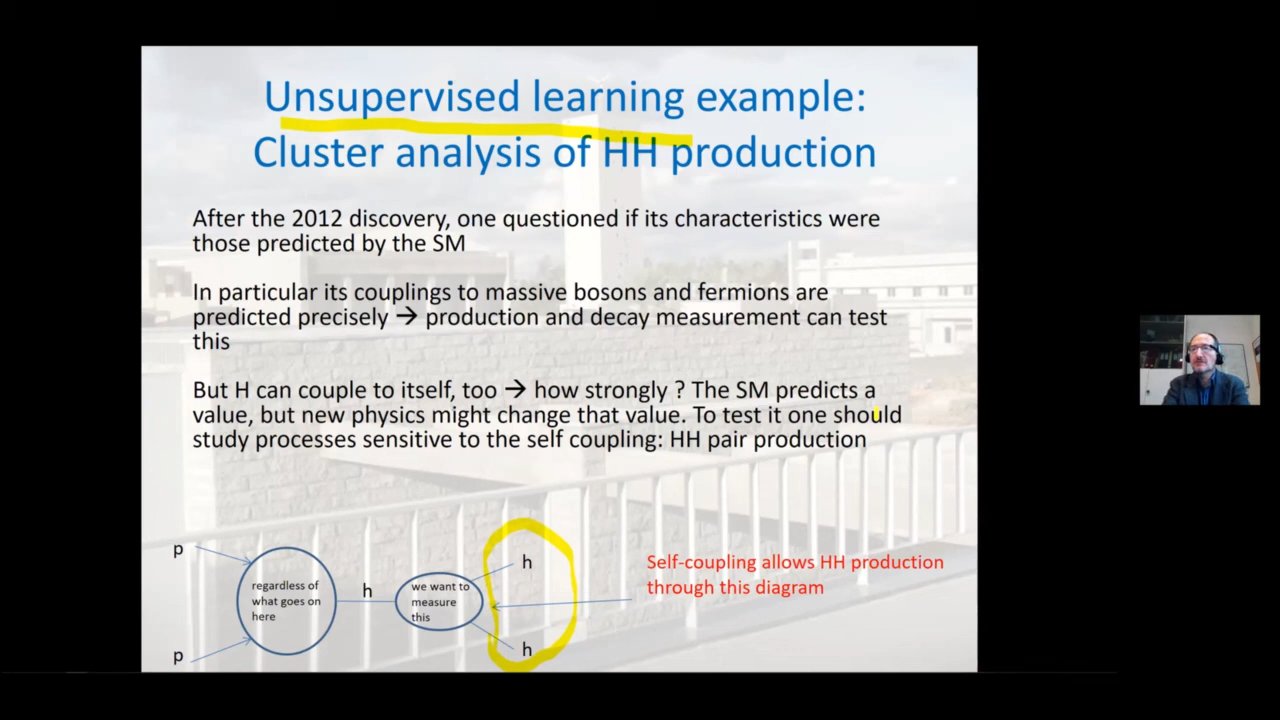 Unsupervised learning example:
Cluster analysis of HH production
After the 2012 discovery, one questioned if its characteristics were
those predicted by the SM
In particular its couplings to massive bosons and fermions are
predicted precisely → production and decay measurement can test
this
But H can couple to itself, too → how strongly ? The SM predicts a
value, but new physics might change that value. To test it one should
study processes sensitive to the self coupling: HH pair production
p
regardless of
what goes on
here
h
we want to
measure
this
h
h
Self-coupling allows HH production
through this diagram
p